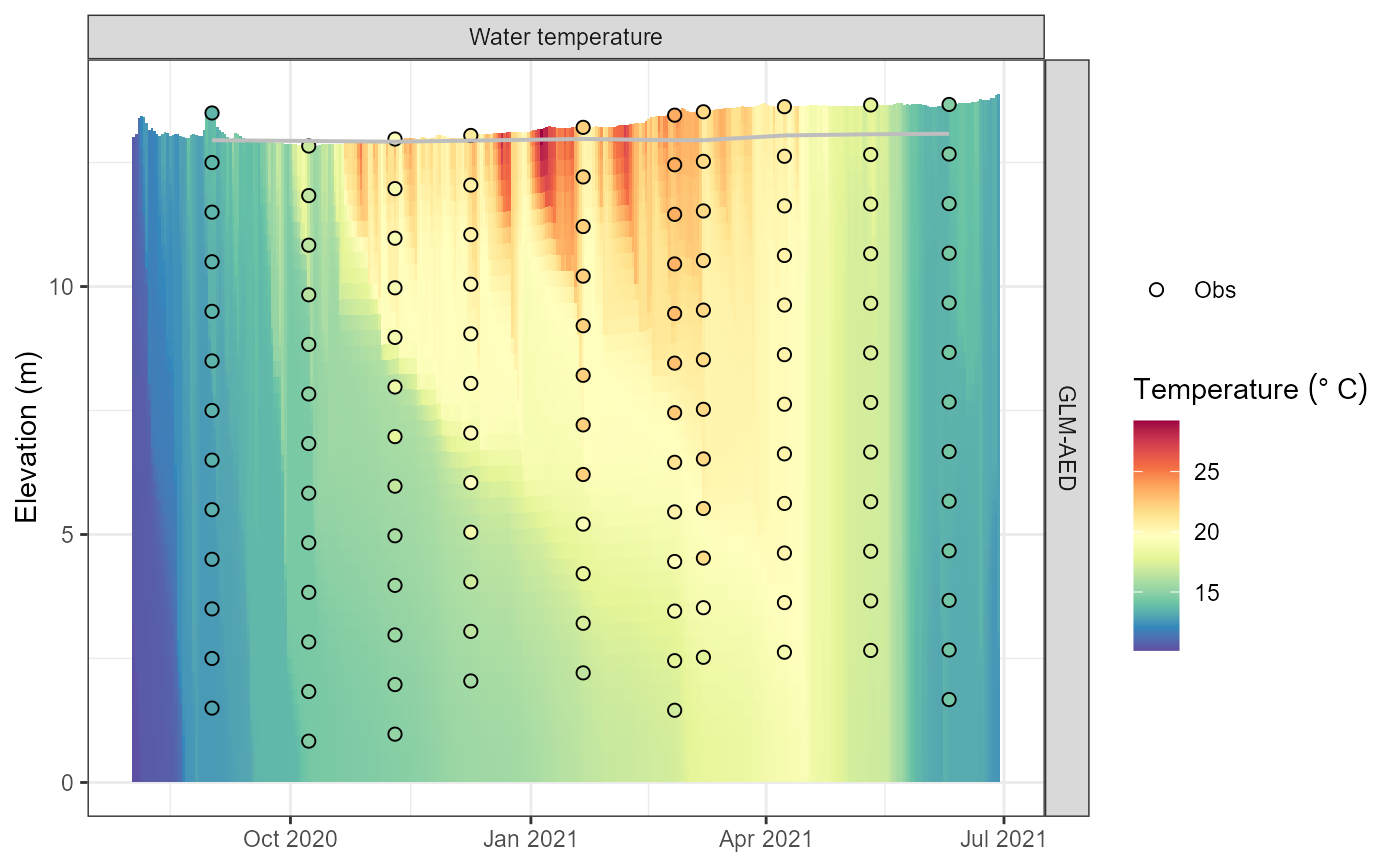 Water temperature
GLM-AED
Elevation (m)
10
5
0
Oct 2020
Jan 2021
Apr 2021
Jul 2021
Obs
Temperature (° C)
25
20
15